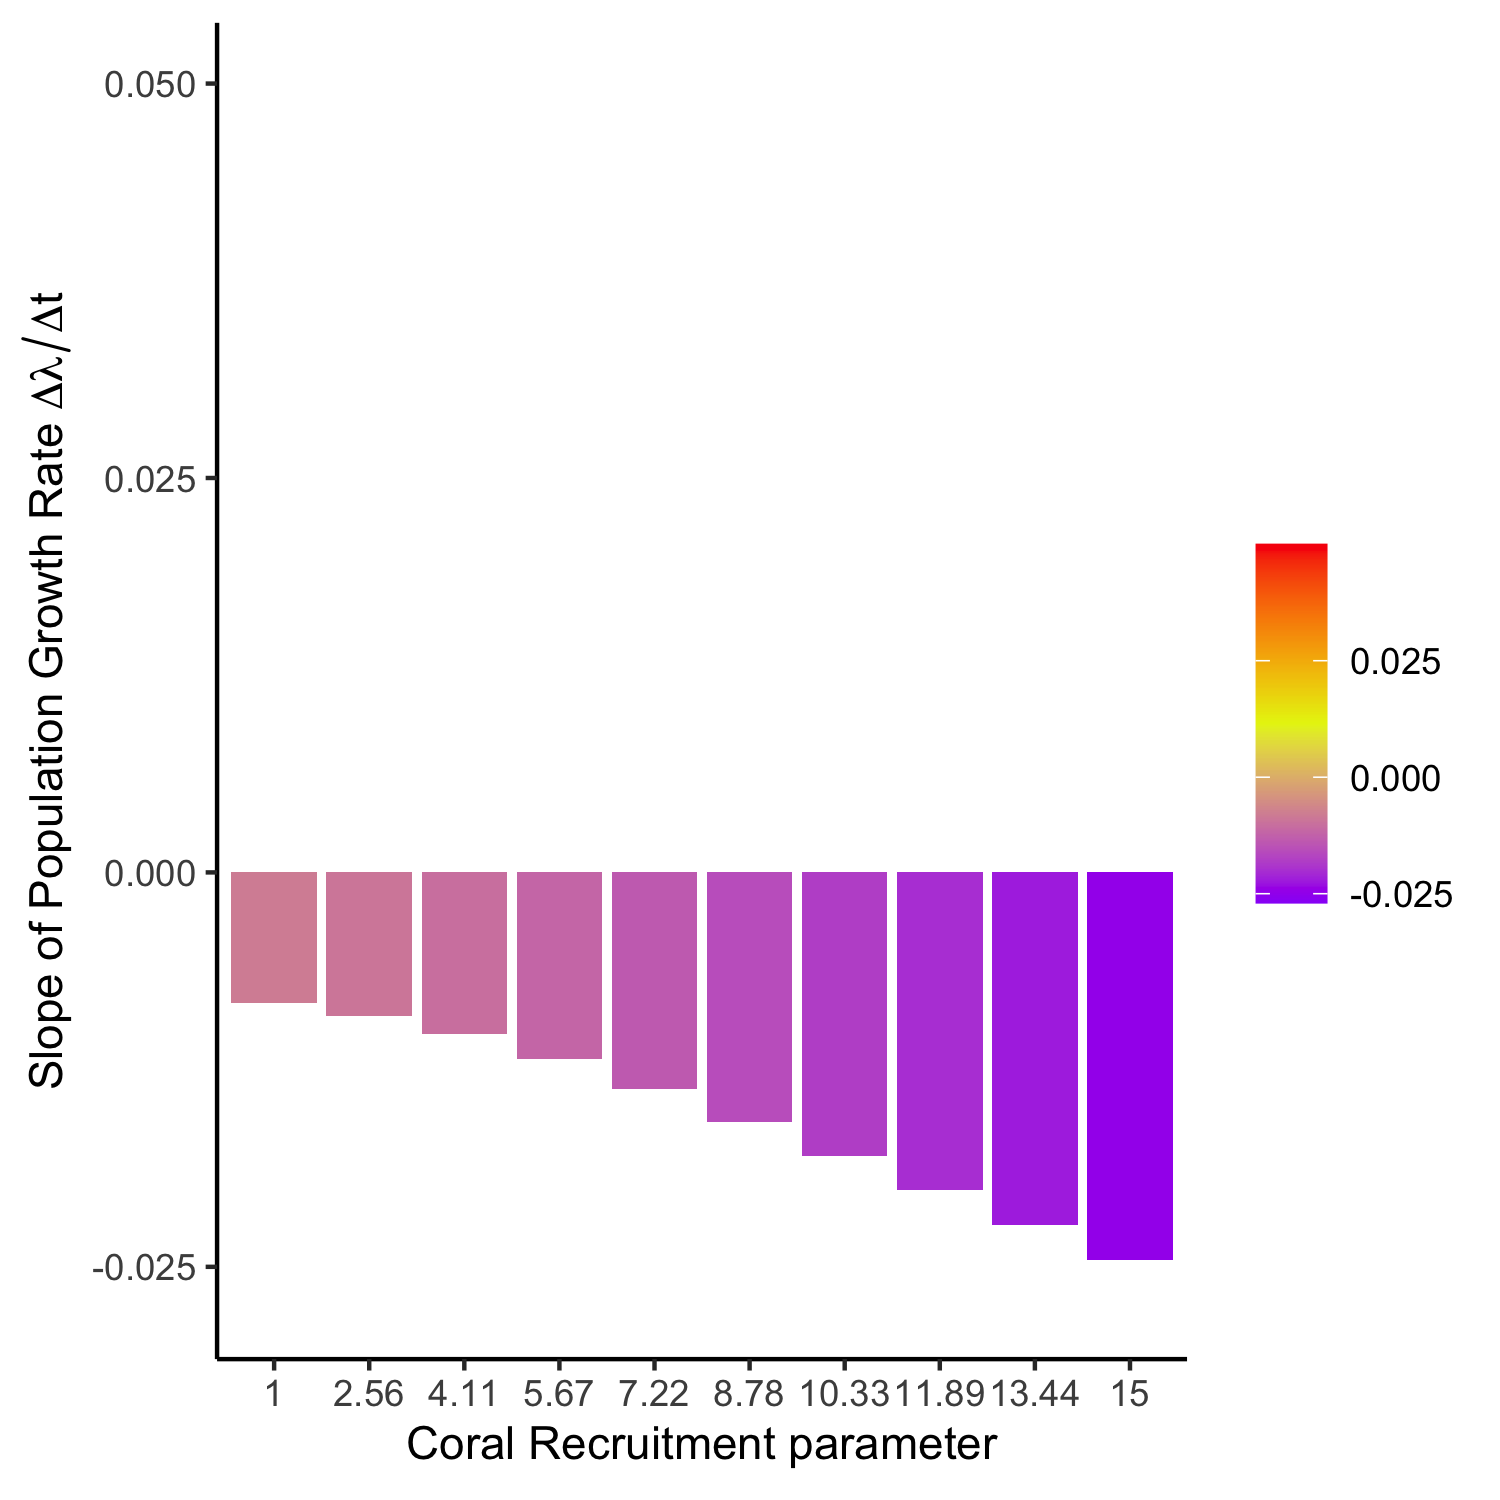 Slope of Population Growth Rate Δλ/Δt
0.050
0.025
0.000
-0.025
1 2.56 4.11 5.67 7.22 8.78 10.33 11.89 13.44 15
Coral Recruitment parameter
0.025
0.000
-0.025